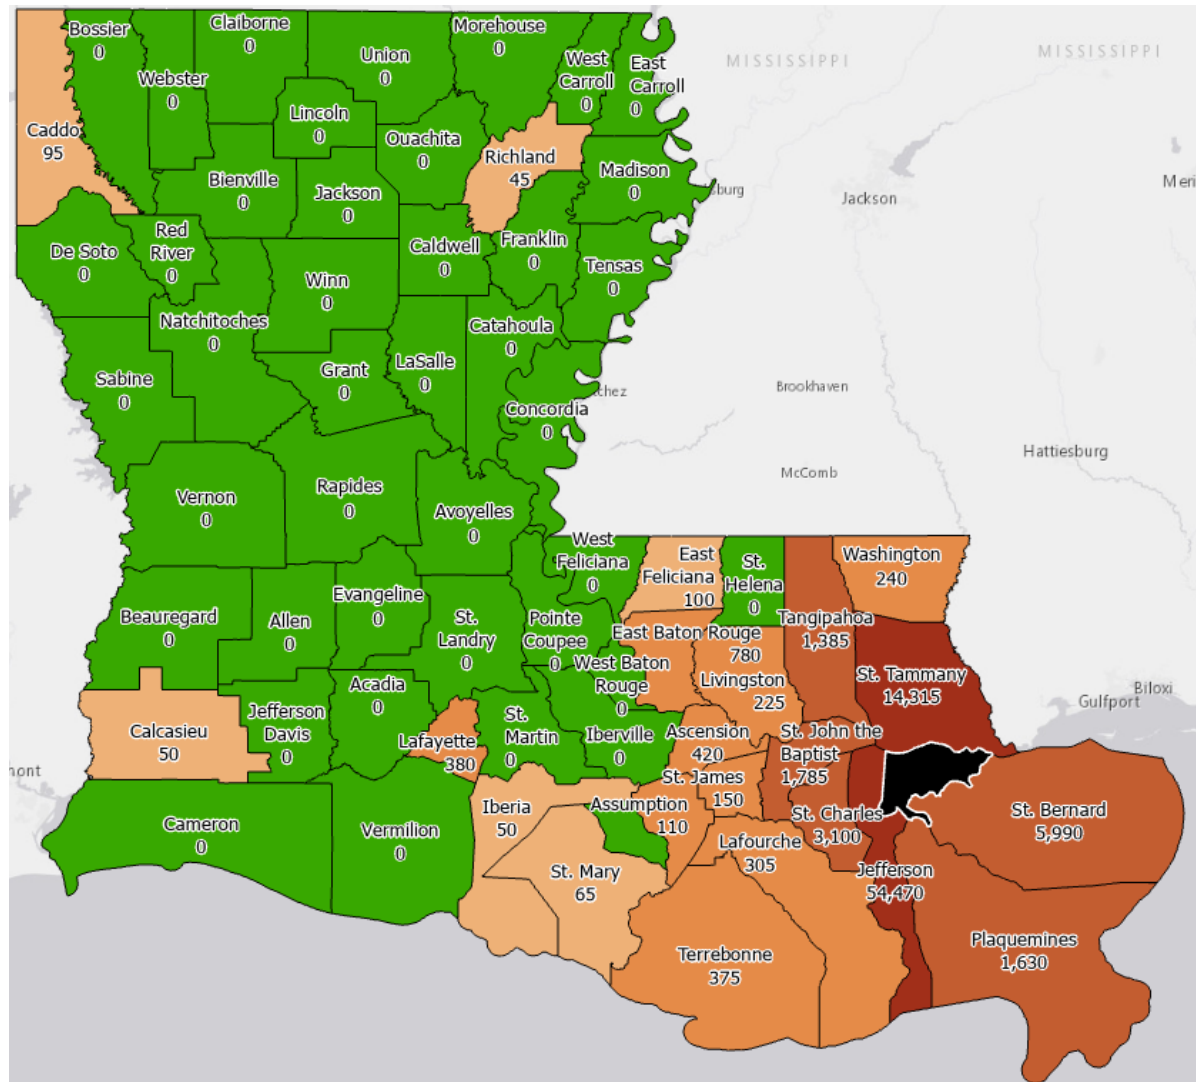 Bossier
0
Claiborne
0
Morehouse
0
Union
0
West
Carroll
0
East
Carroll
0
MISSISSIPPI
MISSISSIPPI
Webster
0
Lincoln
0
Caddo
95
Ouachita
0
Richland
45
Madison
0
sburg
Jackson
Meri
Bienville
0
Jackson
0
De Soto
0
Red
River
0
Caldwell
0
Franklin
0
Tensas
0
Winn
0
Natchitoches
0
Catahoula
0
Sabine
0
Grant
0
LaSalle
0
Concordia
0
chez
Brookhaven
Hattiesburg
McComb
Vernon
0
Rapides
0
Avoyelles
0
West
Feliciana
0
East
Feliciana
100
St.
Helena
0
Washington
240
Tangipahoa
1,385
Beauregard
0
Allen
0
Evangeline
0
St.
Landry
0
Pointe
Coupee
0
East Baton Rouge
780
West Baton
Rouge
0
Livingston
225
St. Tammany
14,315
Biloxi
Gulfport
Calcasieu
50
Jefferson
Davis
0
Acadia
0
Lafayette
380
St.
Martin
0
Iberville
0
Ascension
420
St. John the
Baptist
1,785
mont
St. James
150
Iberia
50
Assumption
110
St. Charles
3,100
St. Bernard
5,990
Cameron
0
Vermilion
0
Lafourche
305
St. Mary
65
Jefferson
54,470
Terrebonne
375
Plaquemines
1,630